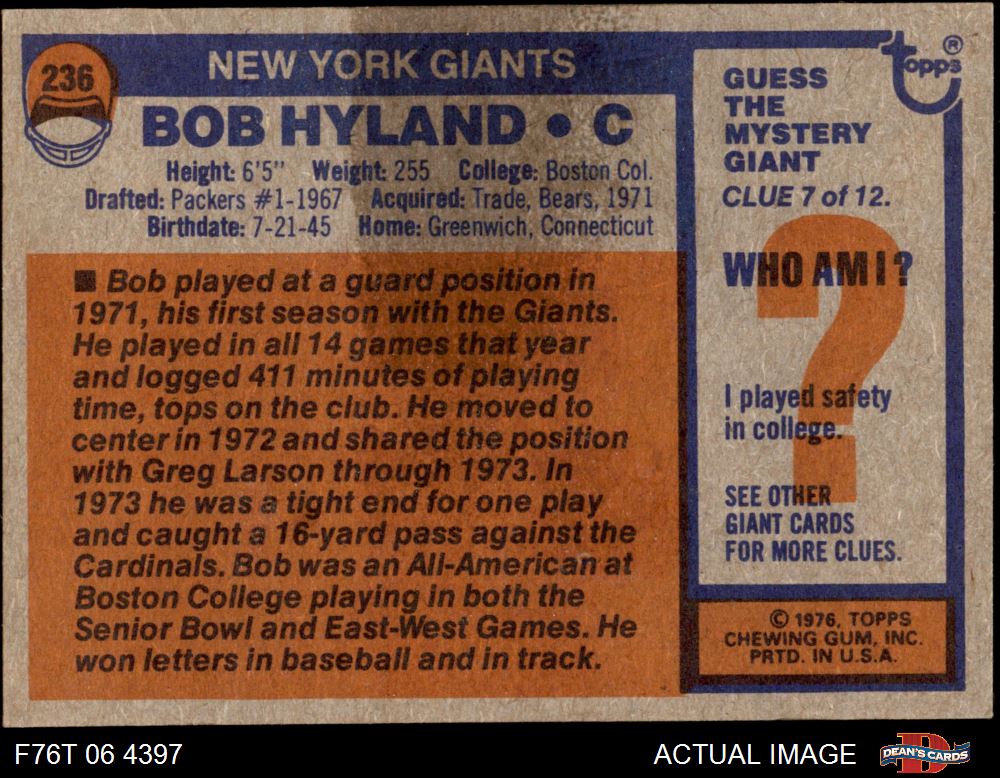 236
NEW YORK GIANTS
BOB HYLAND • C
Height: 6'5" Weight: 255 College: Boston Col.
Drafted: Packers #1-1967 Acquired: Trade, Bears, 1971
Birthdate: 7-21-45 Home: Greenwich, Connecticut
■ Bob played at a guard position in
1971, his first season with the Giants.
He played in all 14 games that year
and logged 411 minutes of playing
time, tops on the club. He moved to
center in 1972 and shared the position
with Greg Larson through 1973. In
1973 he was a tight end for one play
and caught a 16-yard pass against the
Cardinals. Bob was an All-American at
Boston College playing in both the
Senior Bowl and East-West Games. He
won letters in baseball and in track.
topps®
GUESS
THE
MYSTERY
GIANT
CLUE 7 of 12.
WHO AM I?
I played safety
in college.
SEE OTHER
GIANT CARDS
FOR MORE CLUES.
© 1976, TOPPS
CHEWING GUM, INC.
PRTD. IN U.S.A.
F76T 06 4397
ACTUAL IMAGE
DEAN'S CARDS